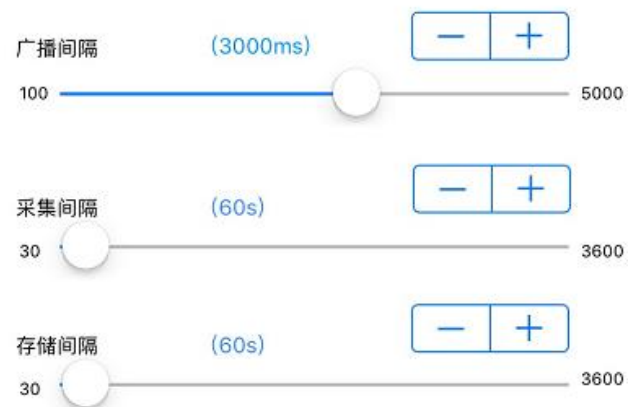 广播间隔 (3000ms) − +
100 5000
采集间隔 (60s) − +
30 3600
存储间隔 (60s) − +
30 3600